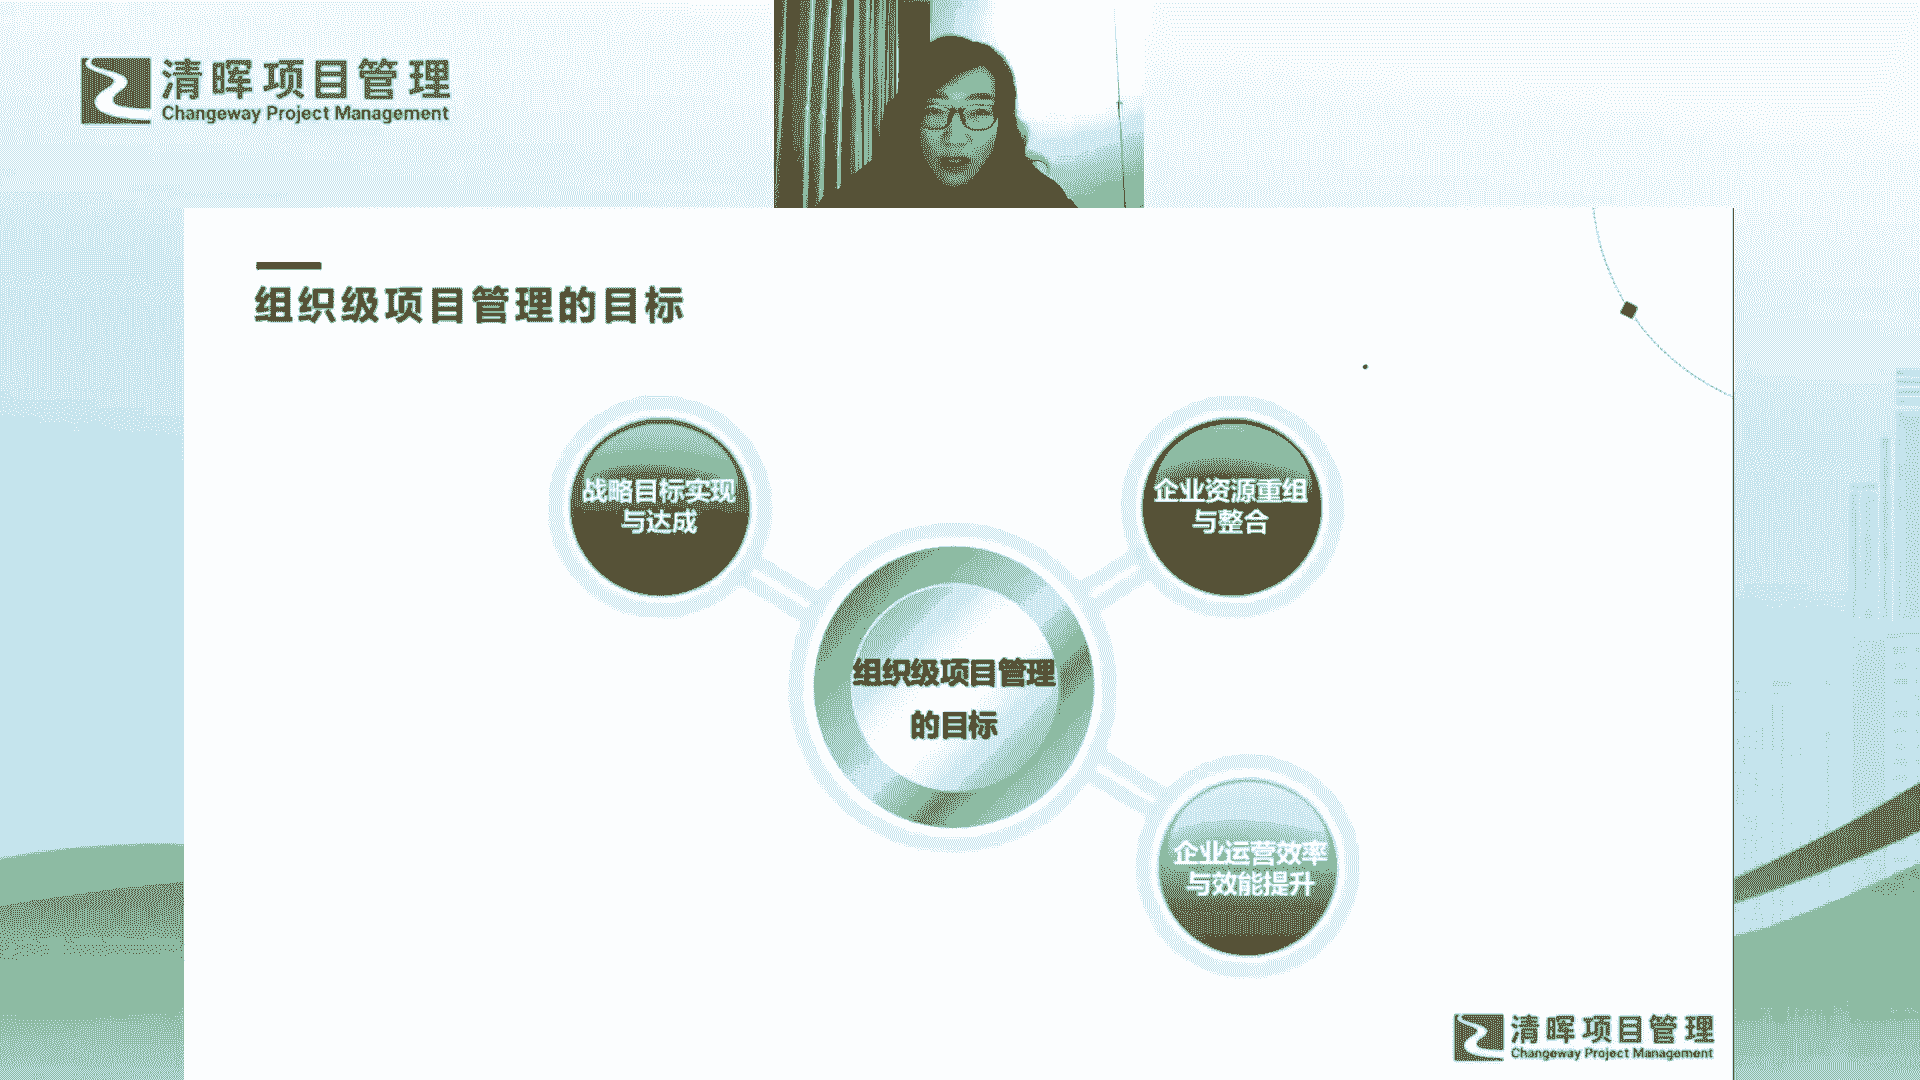 清晖项目管理
Changeway Project Management
组织级项目管理的目标
战略目标实现
与达成
企业资源重组
与整合
组织级项目管理
的目标
企业运营效率
与效能提升
清晖项目管理
Changeway Project Management